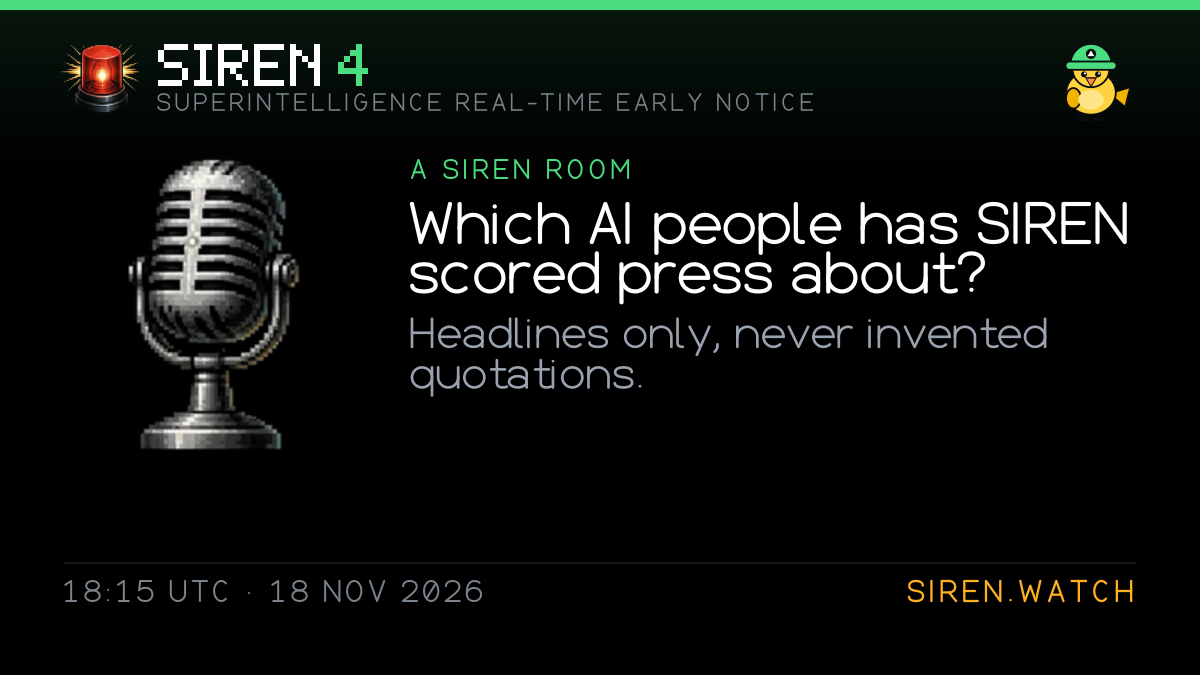 SIREN 4
SUPERINTELLIGENCE REAL-TIME EARLY NOTICE
A SIREN ROOM
Which AI people has SIREN
scored press about?
Headlines only, never invented
quotations.
18:15 UTC · 18 NOV 2026
SIREN.WATCH